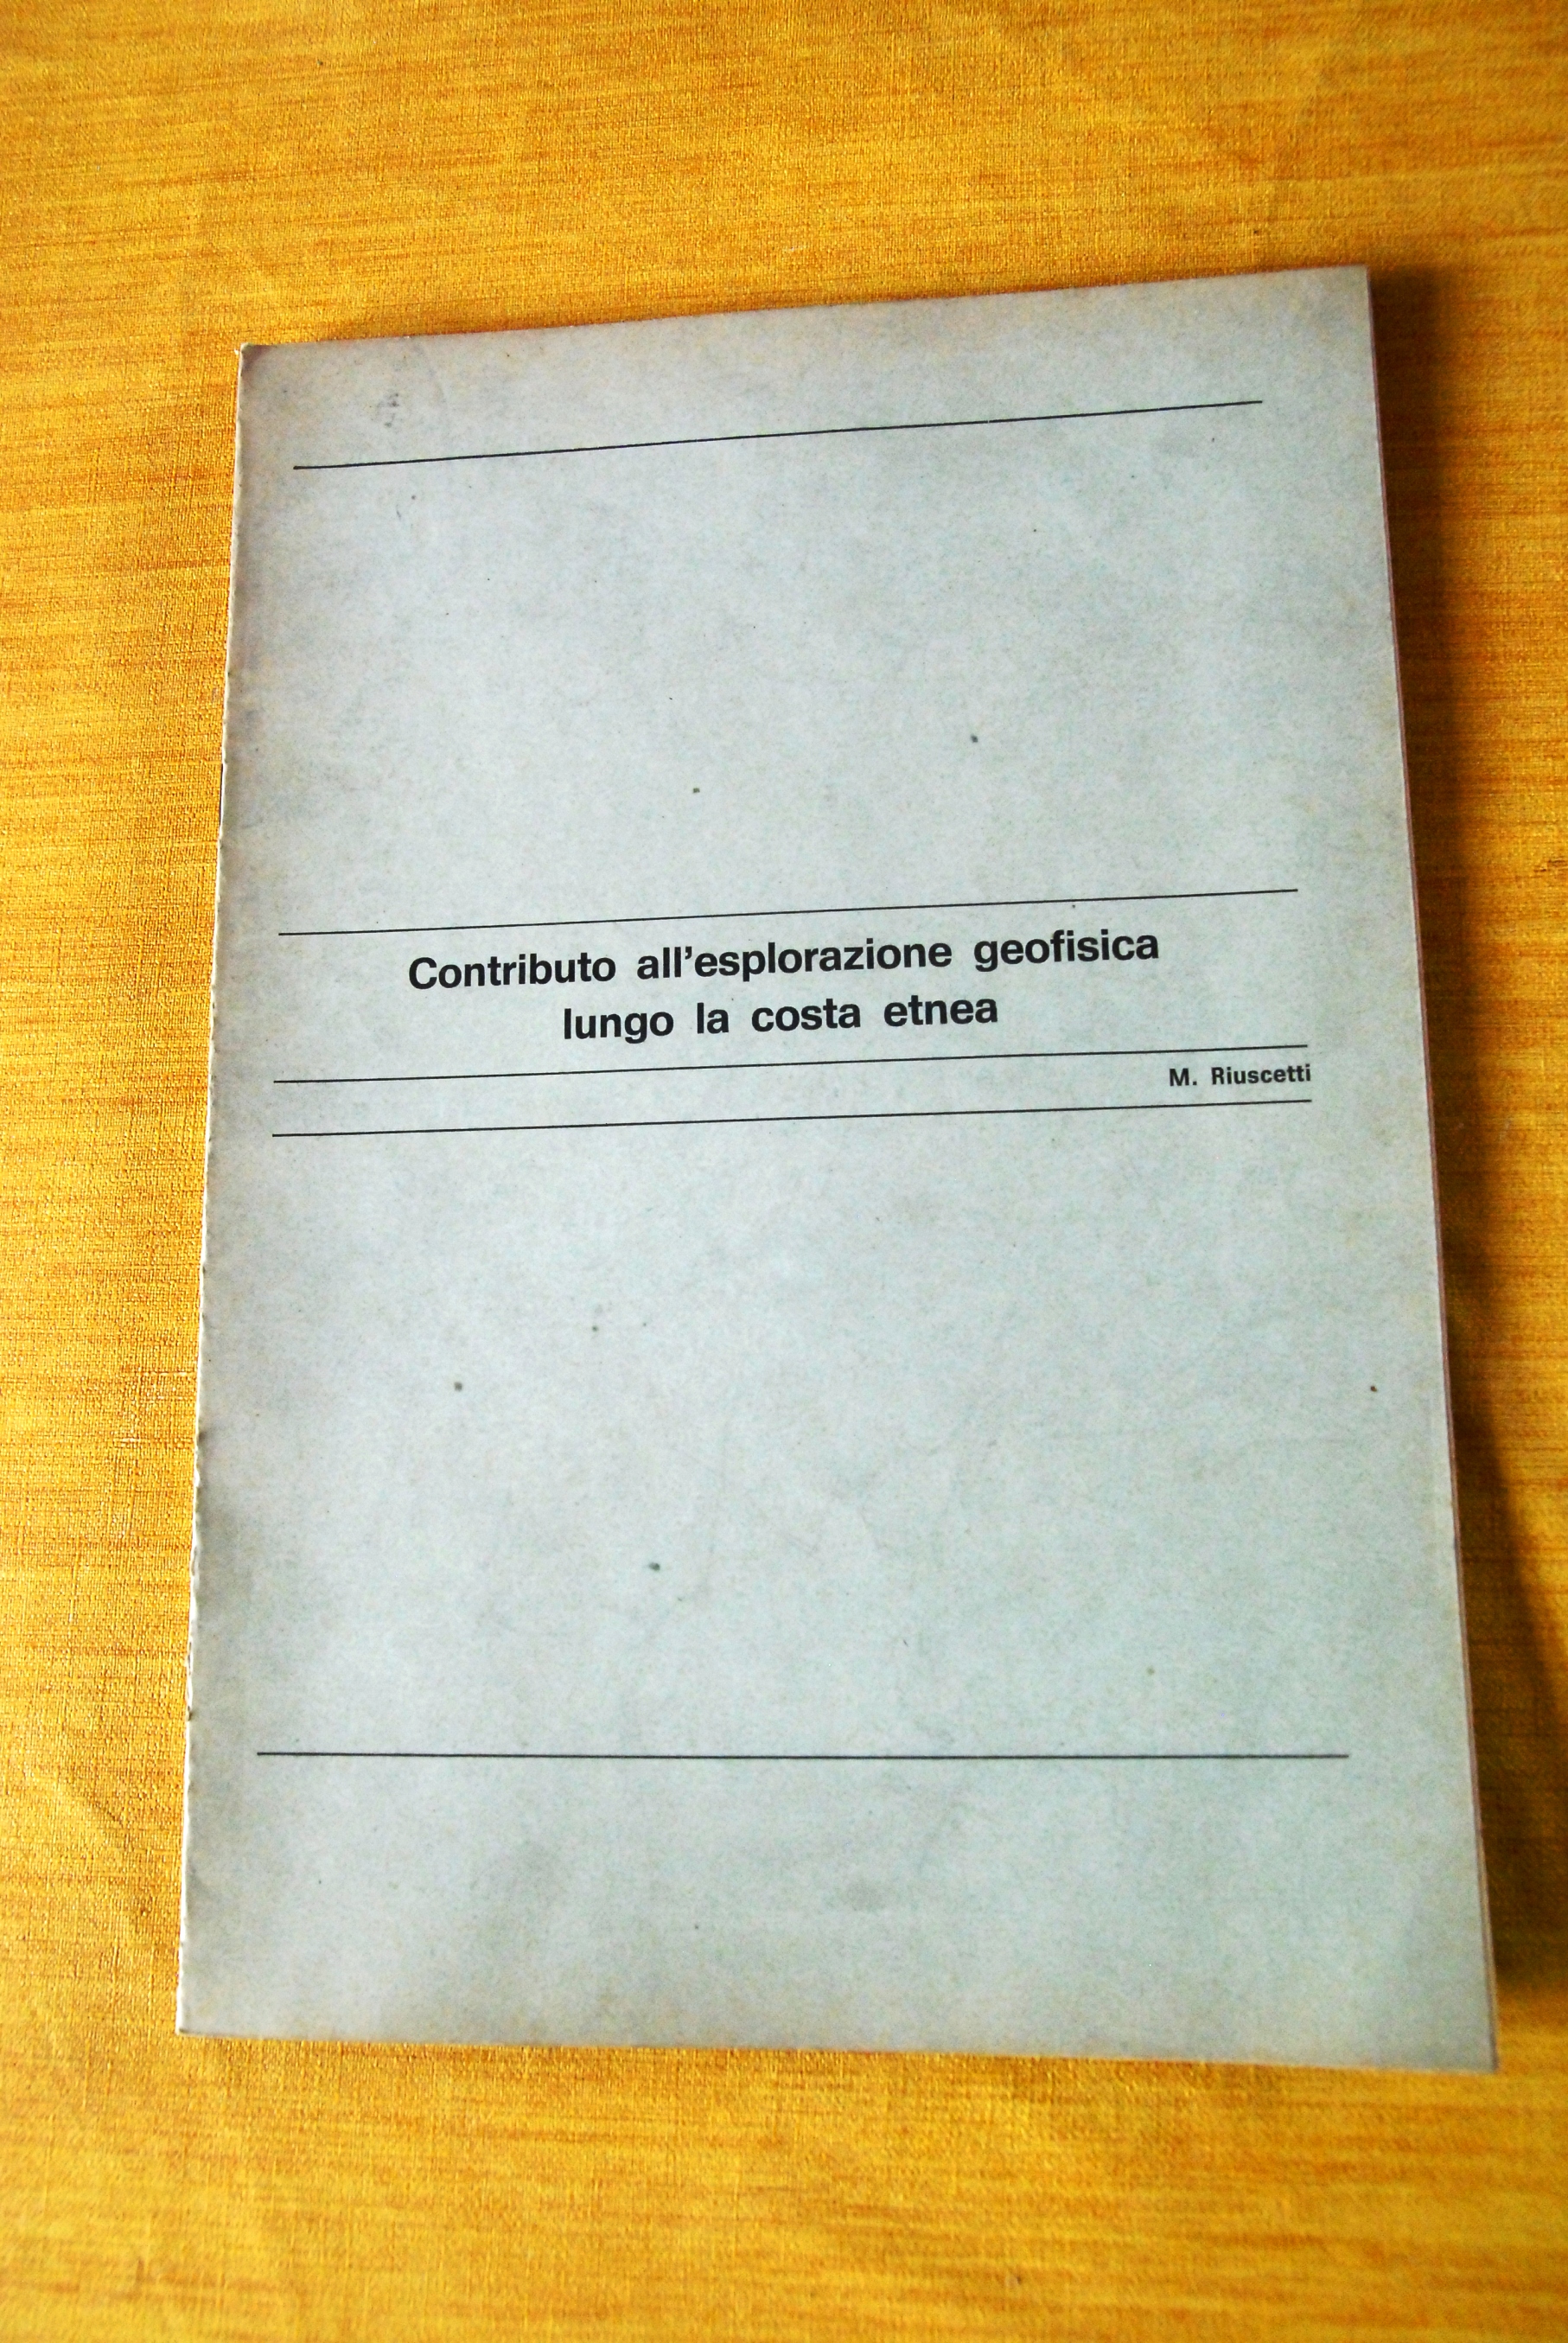 Contributo all'esplorazione geofisica
lungo la costa etnea
M. Riuscetti